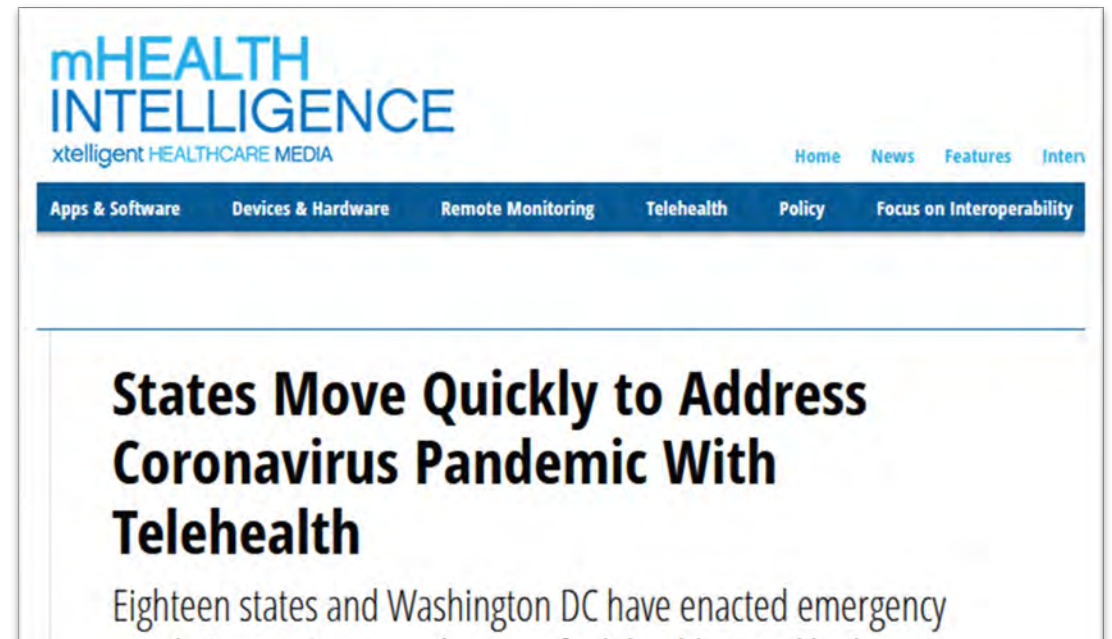 mHEALTH
INTELLIGENCE
xtelligent HEALTHCARE MEDIA
Home News Features
Apps & Software Devices & Hardware Remote Monitoring Telehealth Policy Focus on Interoperability
States Move Quickly to Address
Coronavirus Pandemic With
Telehealth
Eighteen states and Washington DC have enacted emergency